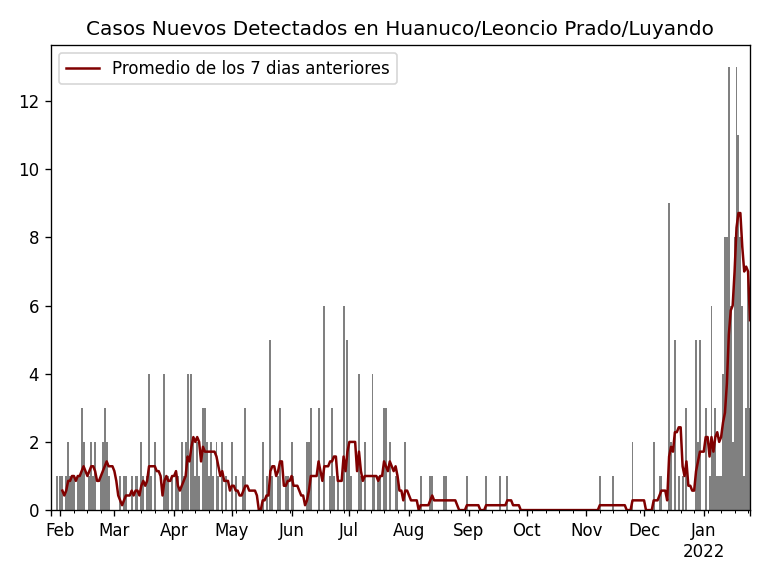 Casos Nuevos Detectados en Huanuco/Leoncio Prado/Luyando
Promedio de los 7 dias anteriores
12
10
8
6
4
2
0
Feb Mar Apr May Jun Jul Aug Sep Oct Nov Dec Jan
2022